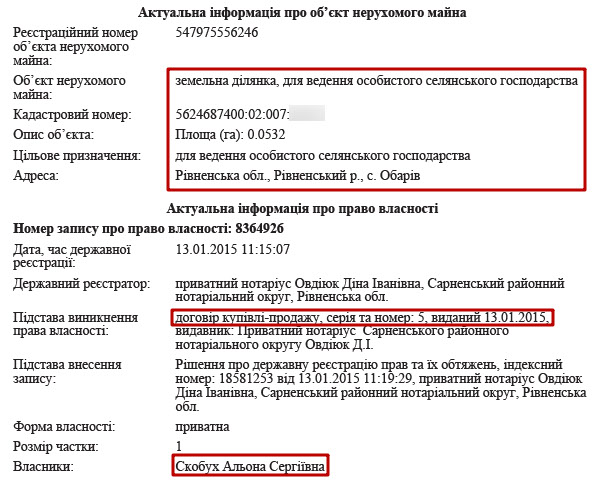 Актуальна інформація про об’єкт нерухомого майна
Реєстраційний номер 547975556246
об’єкта нерухомого
майна:
Об’єкт нерухомого земельна ділянка, для ведення особистого селянського господарства
майна:
Кадастровий номер: 5624687400:02:007:
Опис об’єкта: Площа (га): 0.0532
Цільове призначення: для ведення особистого селянського господарства
Адреса: Рівненська обл., Рівненський р., с. Обарів
Актуальна інформація про право власності
Номер запису про право власності: 8364926
Дата, час державної 13.01.2015 11:15:07
реєстрації:
Державний реєстратор: приватний нотаріус Овдіюк Діна Іванівна, Сарненський районний
нотаріальний округ, Рівненська обл.
Підстава виникнення договір купівлі-продажу, серія та номер: 5, виданий 13.01.2015,
права власності: видавник: Приватний нотаріус Сарненського районного
нотаріального округу Овдіюк Д.І.
Підстава внесення Рішення про державну реєстрацію прав та їх обтяжень, індексний
запису: номер: 18581253 від 13.01.2015 11:19:29, приватний нотаріус Овдіюк
Діна Іванівна, Сарненський районний нотаріальний округ, Рівненська
обл.
Форма власності: приватна
Розмір частки: 1
Власники: Скобух Альона Сергіївна